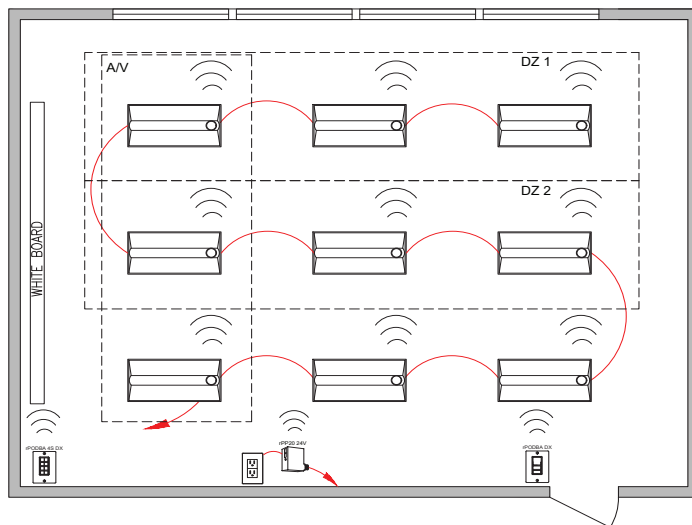 A/V
DZ 1
DZ 2
WHITE BOARD
rPODBA 4S DX
rPP20 24V
rPODBA DX